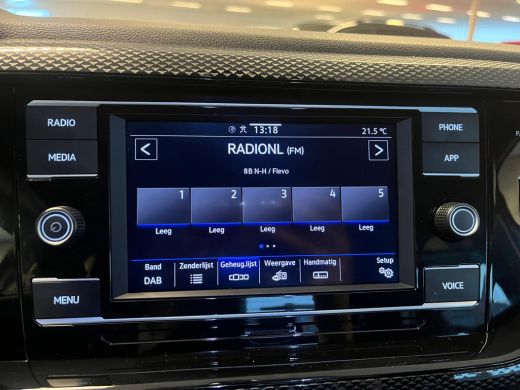 RADIO
MEDIA
MENU
13:18
21.5 °C
RADIONL (FM)
8B N-H / Flevo
1 2 3 4 5
Leeg Leeg Leeg Leeg Leeg
Band Zenderlijst Geheug.lijst Weergave Handmatig Setup
DAB
PHONE
APP
VOICE